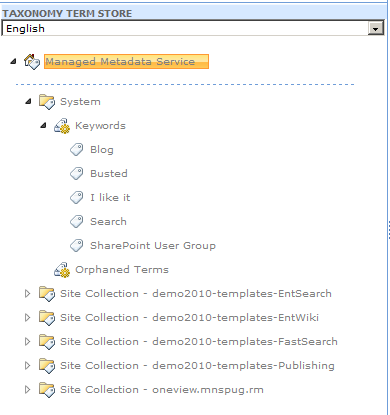 TAXONOMY TERM STORE
English
Managed Metadata Service
System
Keywords
Blog
Busted
I like it
Search
SharePoint User Group
Orphaned Terms
Site Collection - demo2010-templates-EntSearch
Site Collection - demo2010-templates-EntWiki
Site Collection - demo2010-templates-FastSearch
Site Collection - demo2010-templates-Publishing
Site Collection - oneview.mnspug.rm